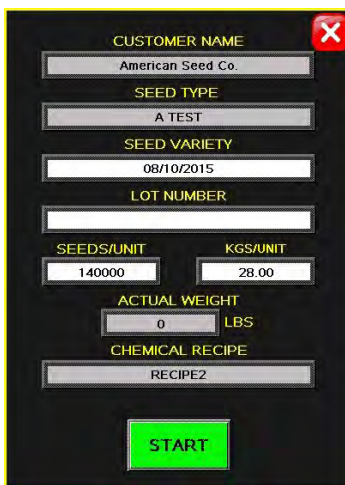 CUSTOMER NAME
American Seed Co.
SEED TYPE
A TEST
SEED VARIETY
08/10/2015
LOT NUMBER
SEEDS/UNIT KGS/UNIT
140000 28.00
ACTUAL WEIGHT
0 LBS
CHEMICAL RECIPE
RECIPE2
START